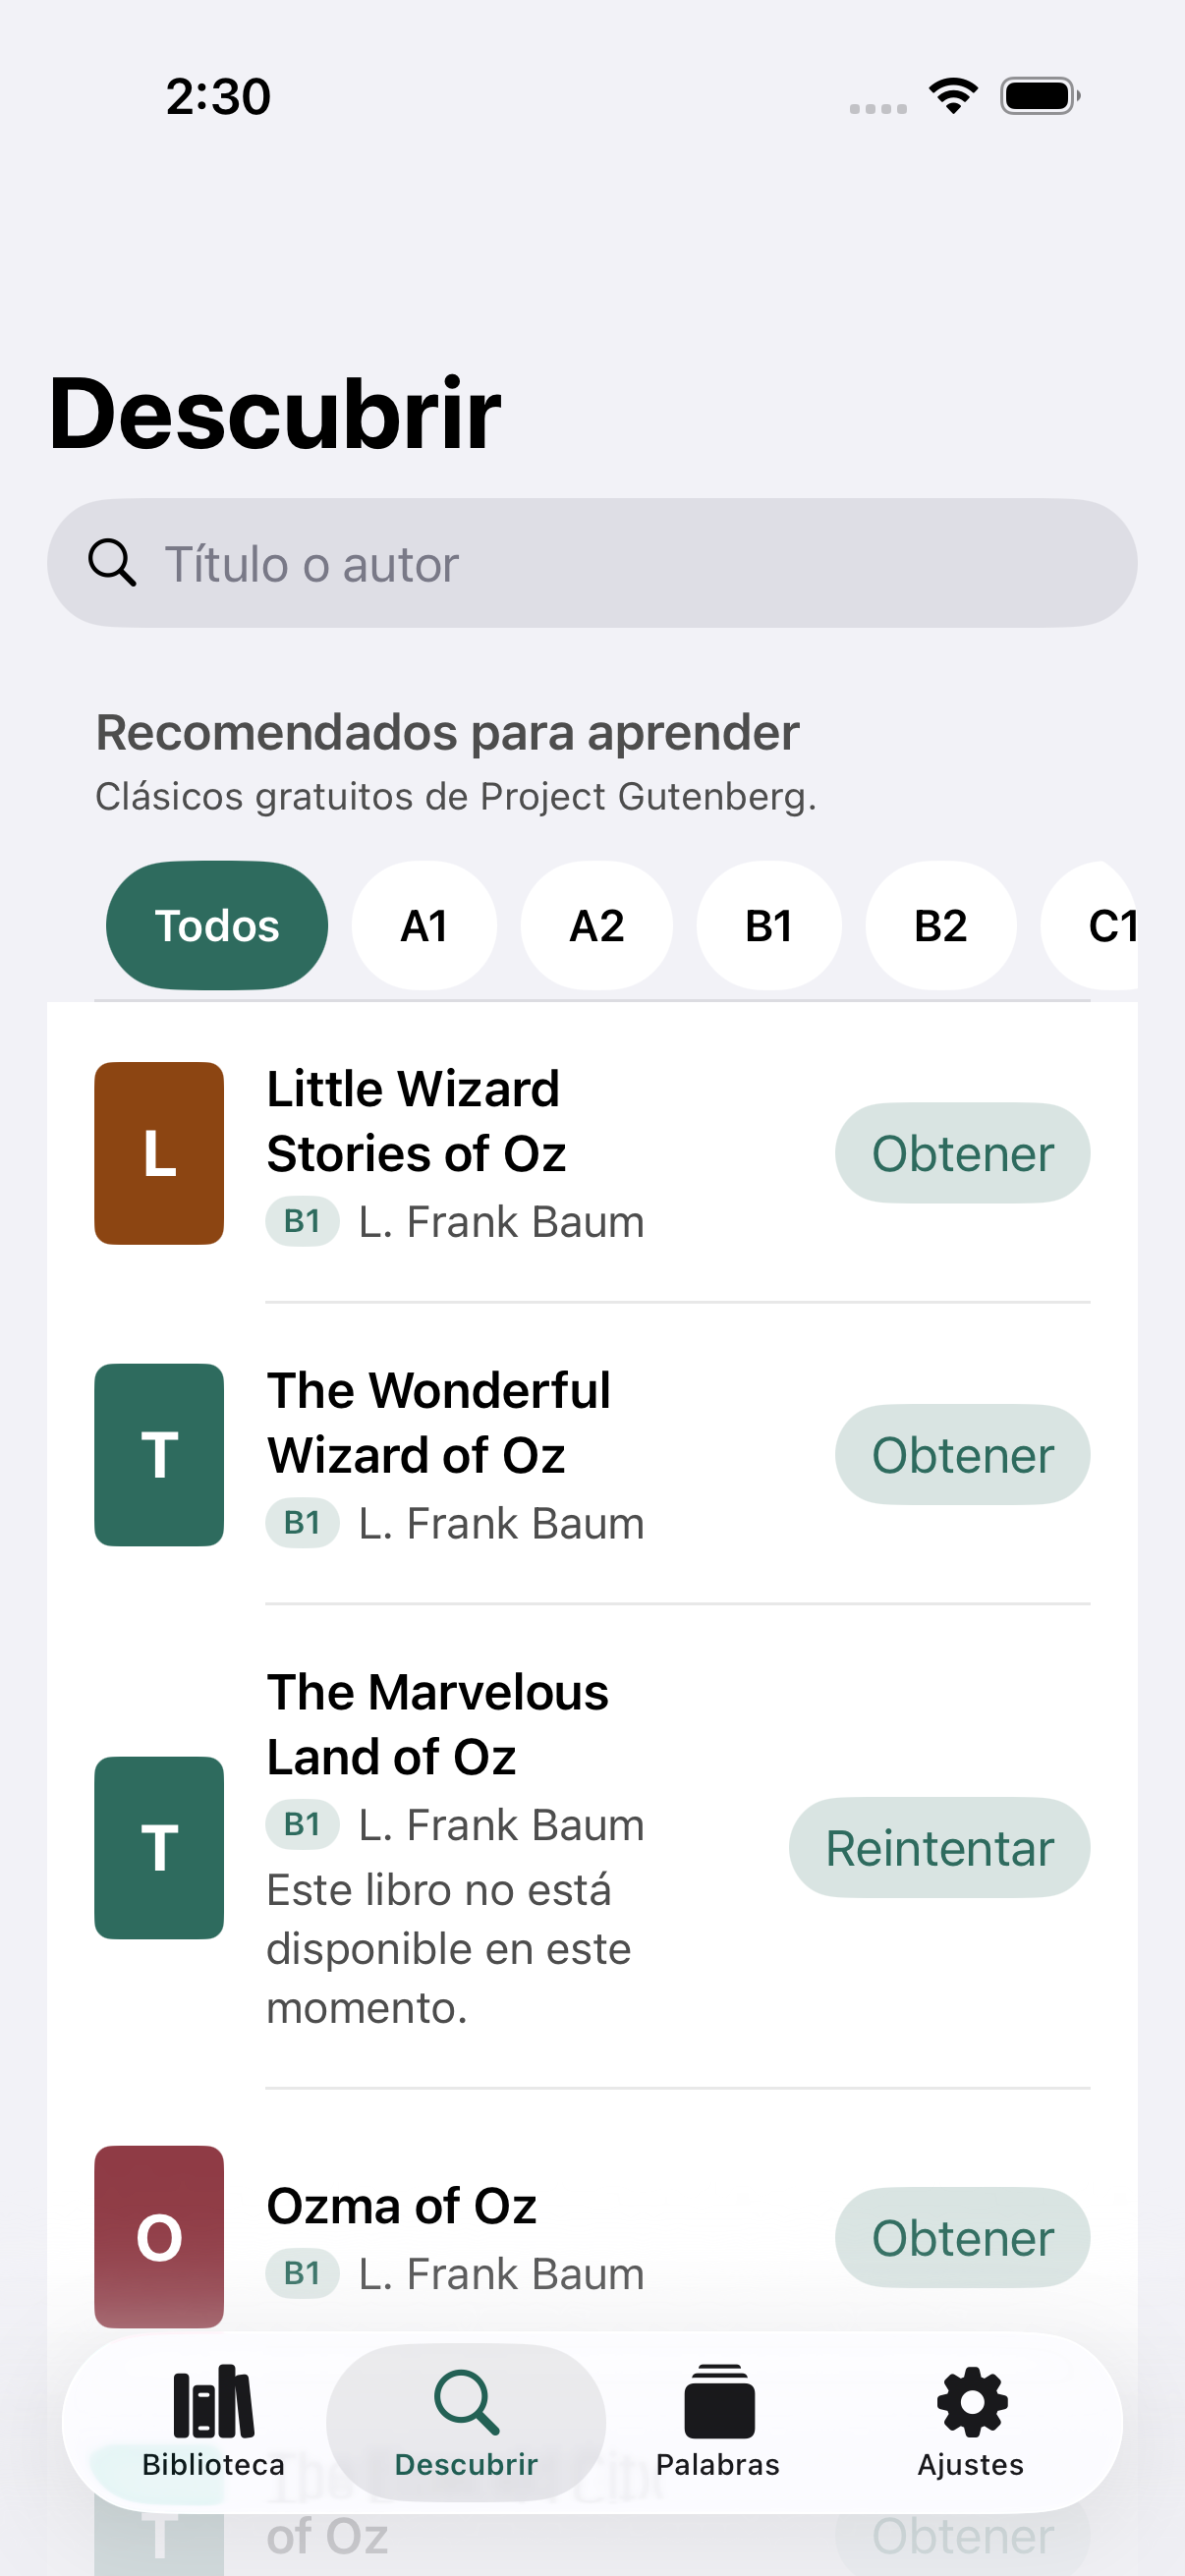 2:30
Descubrir
Título o autor
Recomendados para aprender
Clásicos gratuitos de Project Gutenberg.
Todos A1 A2 B1 B2 C1
L
Little Wizard
Stories of Oz
B1 L. Frank Baum
Obtener
T
The Wonderful
Wizard of Oz
B1 L. Frank Baum
Obtener
T
The Marvelous
Land of Oz
B1 L. Frank Baum
Este libro no está
disponible en este
momento.
Reintentar
O
Ozma of Oz
B1 L. Frank Baum
Obtener
Biblioteca Descubrir Palabras Ajustes
T
The
of Oz
Obtener